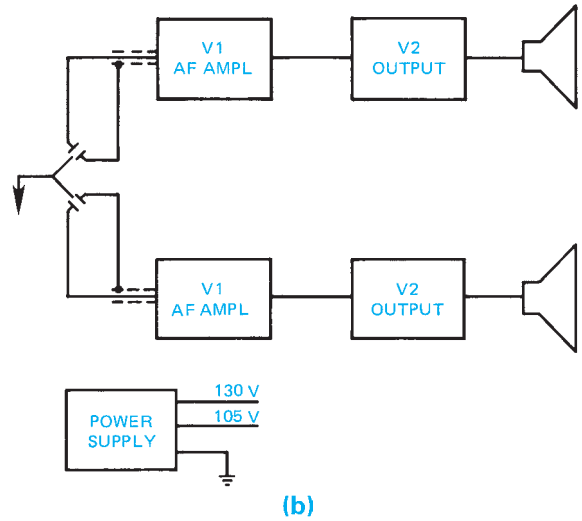 V1
AF AMPL
V2
OUTPUT
V1
AF AMPL
V2
OUTPUT
POWER
SUPPLY
130 V
105 V
(b)